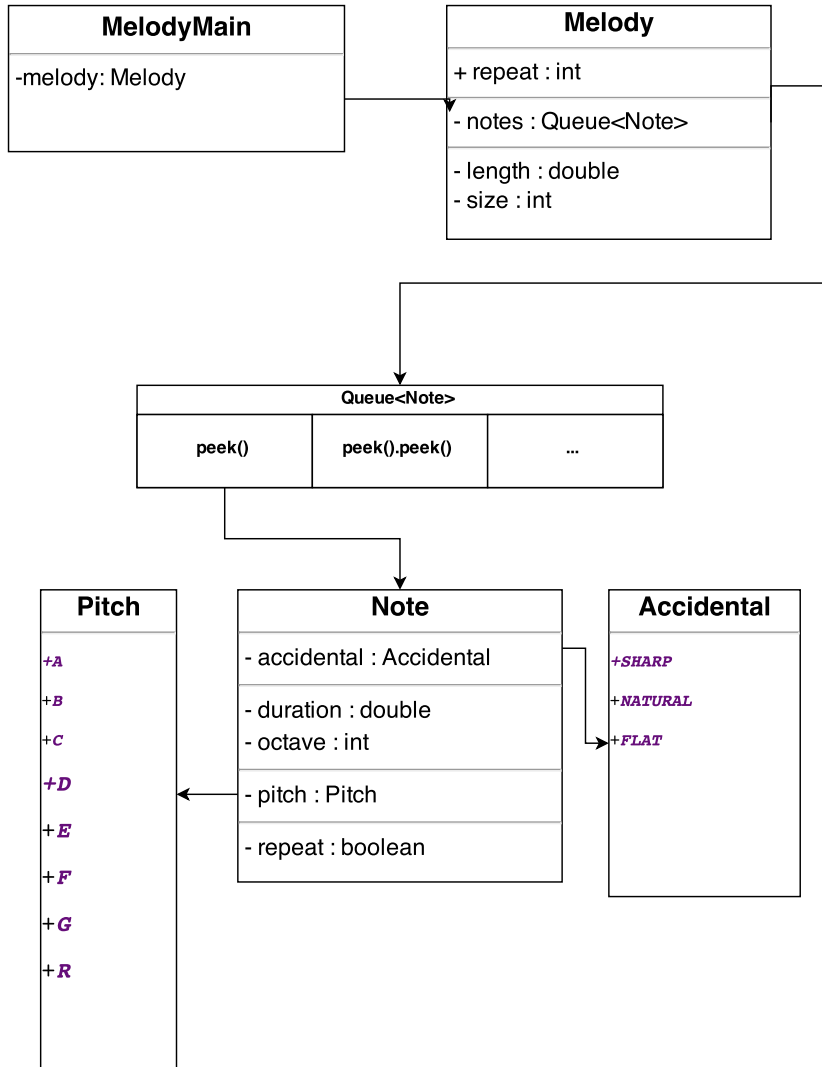 MelodyMain
-melody: Melody
Melody
+ repeat : int
- notes : Queue<Note>
- length : double
- size : int
Queue<Note>
peek()
peek().peek()
...
Pitch
+A
+B
+C
+D
+E
+F
+G
+R
Note
- accidental : Accidental
- duration : double
- octave : int
- pitch : Pitch
- repeat : boolean
Accidental
+SHARP
+NATURAL
+FLAT